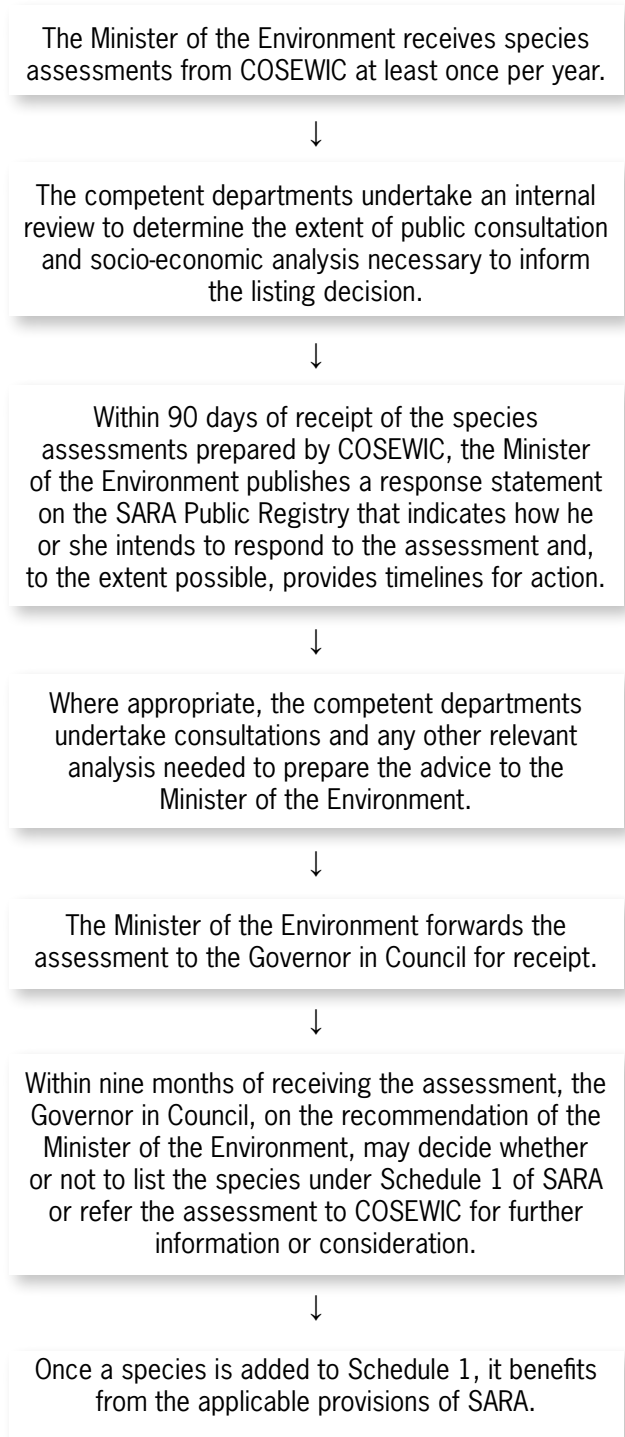 The Minister of the Environment receives species
assessments from COSEWIC at least once per year.
↓
The competent departments undertake an internal
review to determine the extent of public consultation
and socio-economic analysis necessary to inform
the listing decision.
↓
Within 90 days of receipt of the species
assessments prepared by COSEWIC, the Minister
of the Environment publishes a response statement
on the SARA Public Registry that indicates how he
or she intends to respond to the assessment and,
to the extent possible, provides timelines for action.
↓
Where appropriate, the competent departments
undertake consultations and any other relevant
analysis needed to prepare the advice to the
Minister of the Environment.
↓
The Minister of the Environment forwards the
assessment to the Governor in Council for receipt.
↓
Within nine months of receiving the assessment, the
Governor in Council, on the recommendation of the
Minister of the Environment, may decide whether
or not to list the species under Schedule 1 of SARA
or refer the assessment to COSEWIC for further
information or consideration.
↓
Once a species is added to Schedule 1, it benefits
from the applicable provisions of SARA.